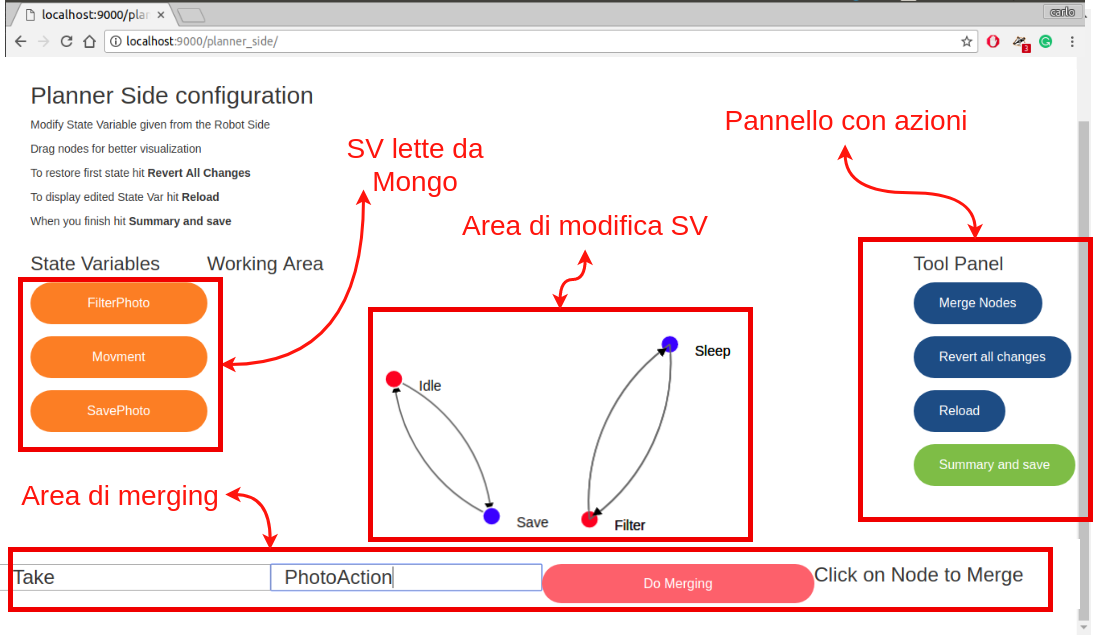 localhost:9000/plan
carlo
localhost:9000/planner_side/
3
Planner Side configuration
Modify State Variable given from the Robot Side
Drag nodes for better visualization
To restore first state hit Revert All Changes
To display edited State Var hit Reload
When you finish hit Summary and save
SV lette da
Mongo
Pannello con azioni
Area di modifica SV
State Variables
Working Area
Tool Panel
FilterPhoto
Movment
SavePhoto
Idle
Save
Sleep
Filter
Merge Nodes
Revert all changes
Reload
Summary and save
Area di merging
Take
PhotoAction
Do Merging
Click on Node to Merge